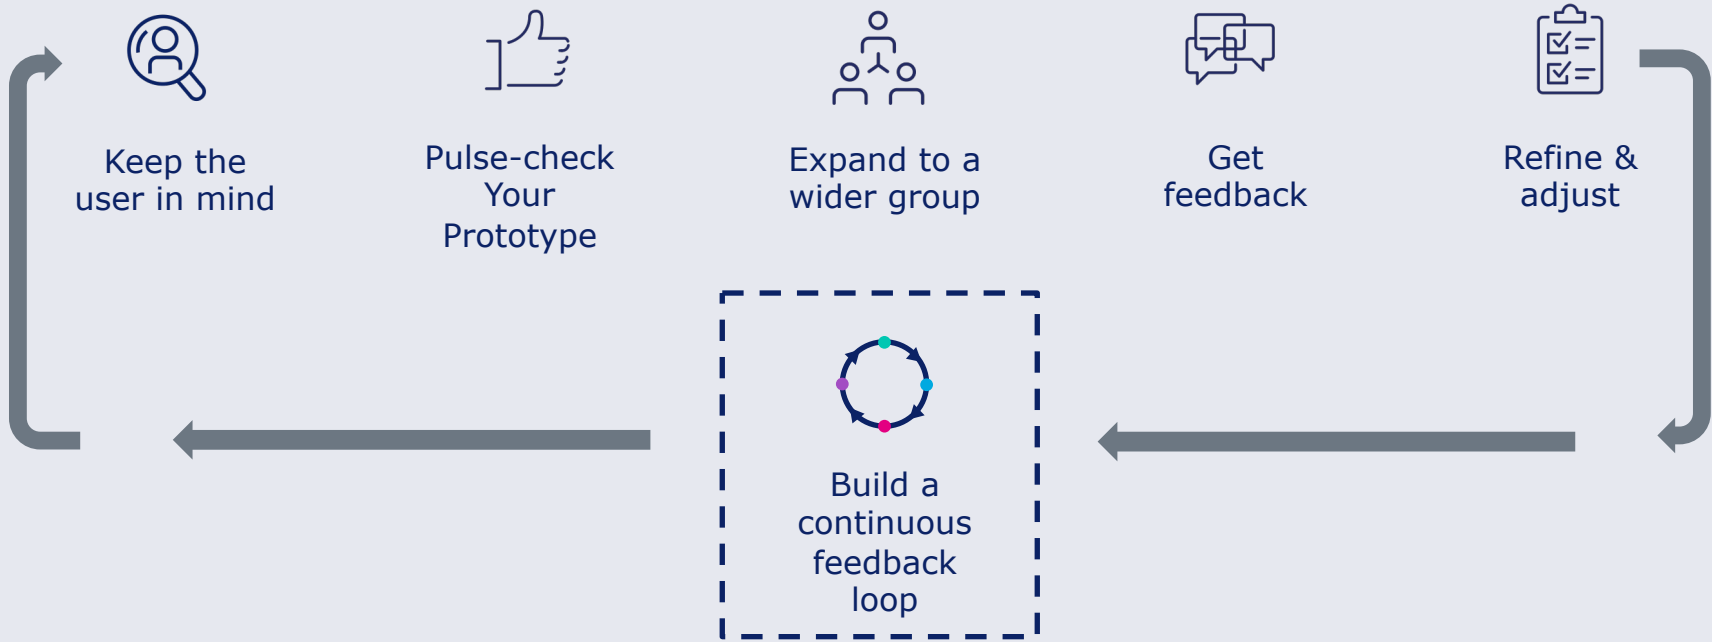 Keep the
user in mind
Pulse-check
Your
Prototype
Expand to a
wider group
Get
feedback
Refine &
adjust
Build a
continuous
feedback
loop